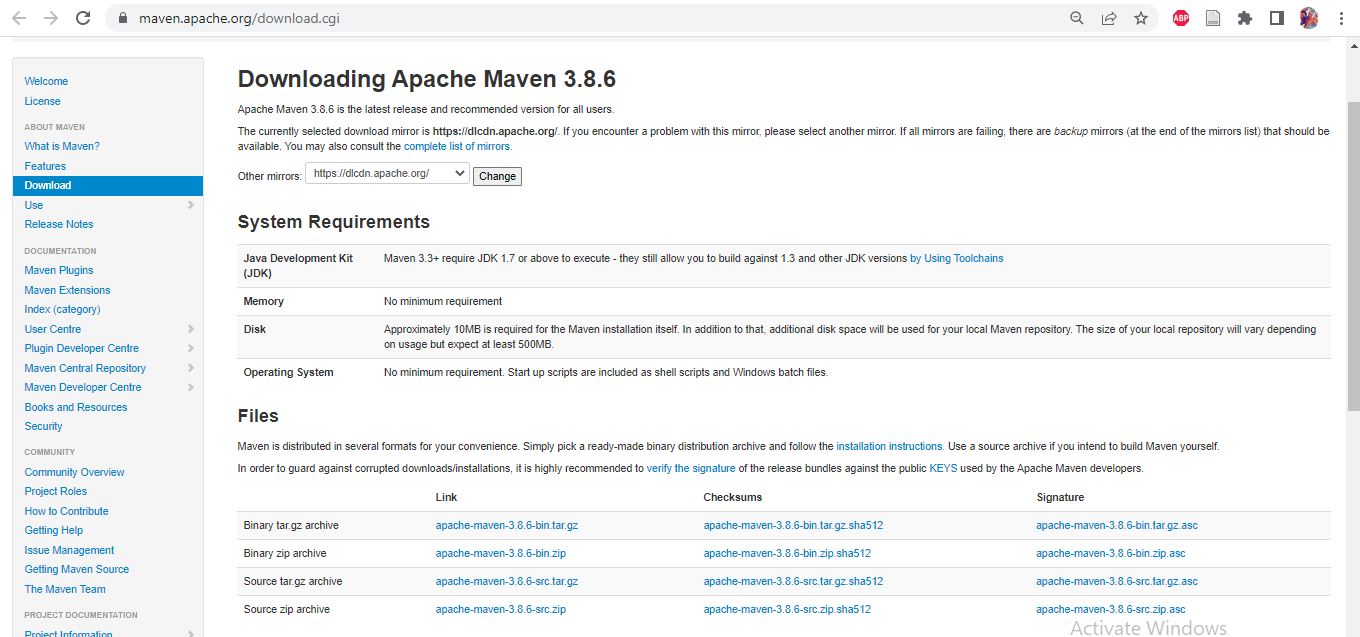 maven.apache.org/download.cgi
ABP
Welcome
License
ABOUT MAVEN
What is Maven?
Features
Download
Use
Release Notes
DOCUMENTATION
Maven Plugins
Maven Extensions
Index (category)
User Centre
Plugin Developer Centre
Maven Central Repository
Maven Developer Centre
Books and Resources
Security
COMMUNITY
Community Overview
Project Roles
How to Contribute
Getting Help
Issue Management
Getting Maven Source
The Maven Team
PROJECT DOCUMENTATION
Project Information
Downloading Apache Maven 3.8.6
Apache Maven 3.8.6 is the latest release and recommended version for all users.
The currently selected download mirror is https://dlcdn.apache.org/. If you encounter a problem with this mirror, please select another mirror. If all mirrors are failing, there are backup mirrors (at the end of the mirrors list) that should be
available. You may also consult the complete list of mirrors.
Other mirrors: https://dlcdn.apache.org/ Change
System Requirements
Java Development Kit Maven 3.3+ require JDK 1.7 or above to execute - they still allow you to build against 1.3 and other JDK versions by Using Toolchains
(JDK)
Memory No minimum requirement
Disk Approximately 10MB is required for the Maven installation itself. In addition to that, additional disk space will be used for your local Maven repository. The size of your local repository will vary depending
on usage but expect at least 500MB.
Operating System No minimum requirement. Start up scripts are included as shell scripts and Windows batch files.
Files
Maven is distributed in several formats for your convenience. Simply pick a ready-made binary distribution archive and follow the installation instructions. Use a source archive if you intend to build Maven yourself.
In order to guard against corrupted downloads/installations, it is highly recommended to verify the signature of the release bundles against the public KEYS used by the Apache Maven developers.
Link Checksums Signature
Binary tar.gz archive apache-maven-3.8.6-bin.tar.gz apache-maven-3.8.6-bin.tar.gz.sha512 apache-maven-3.8.6-bin.tar.gz.asc
Binary zip archive apache-maven-3.8.6-bin.zip apache-maven-3.8.6-bin.zip.sha512 apache-maven-3.8.6-bin.zip.asc
Source tar.gz archive apache-maven-3.8.6-src.tar.gz apache-maven-3.8.6-src.tar.gz.sha512 apache-maven-3.8.6-src.tar.gz.asc
Source zip archive apache-maven-3.8.6-src.zip apache-maven-3.8.6-src.zip.sha512 apache-maven-3.8.6-src.zip.asc
Activate Windows